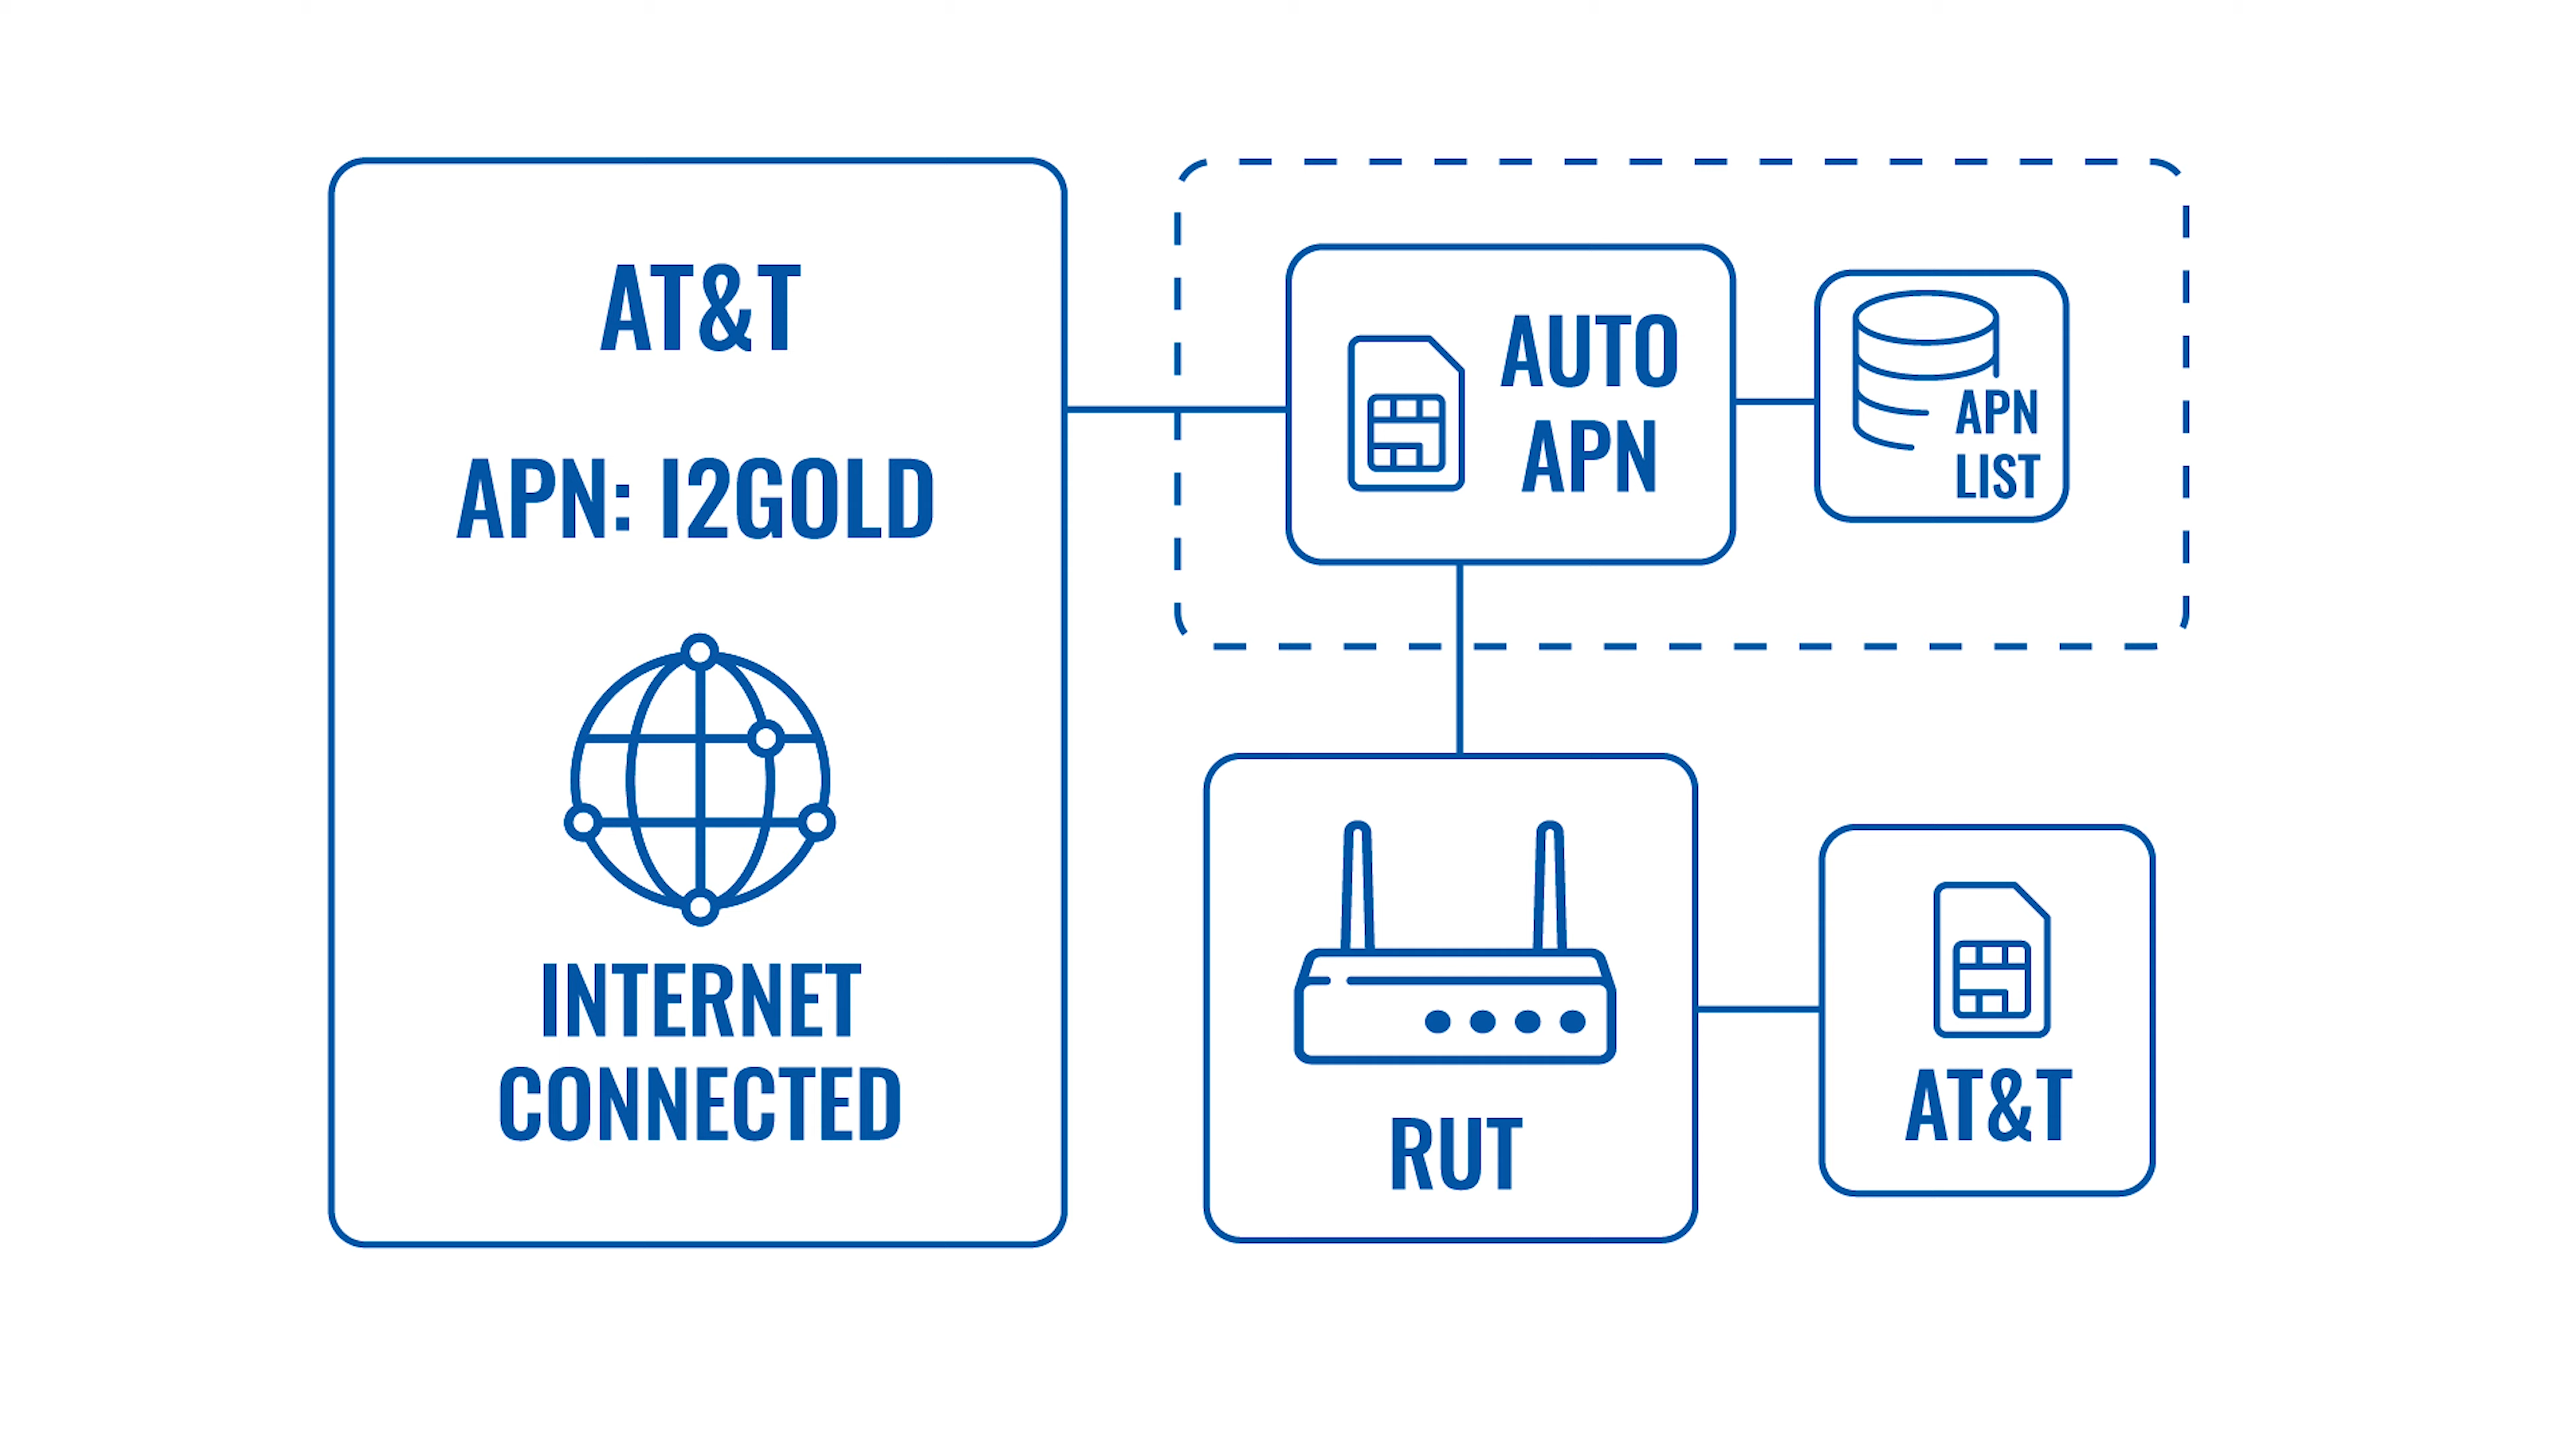 AT&T
APN: I2GOLD
INTERNET
CONNECTED
AUTO
APN
APN
LIST
RUT
AT&T